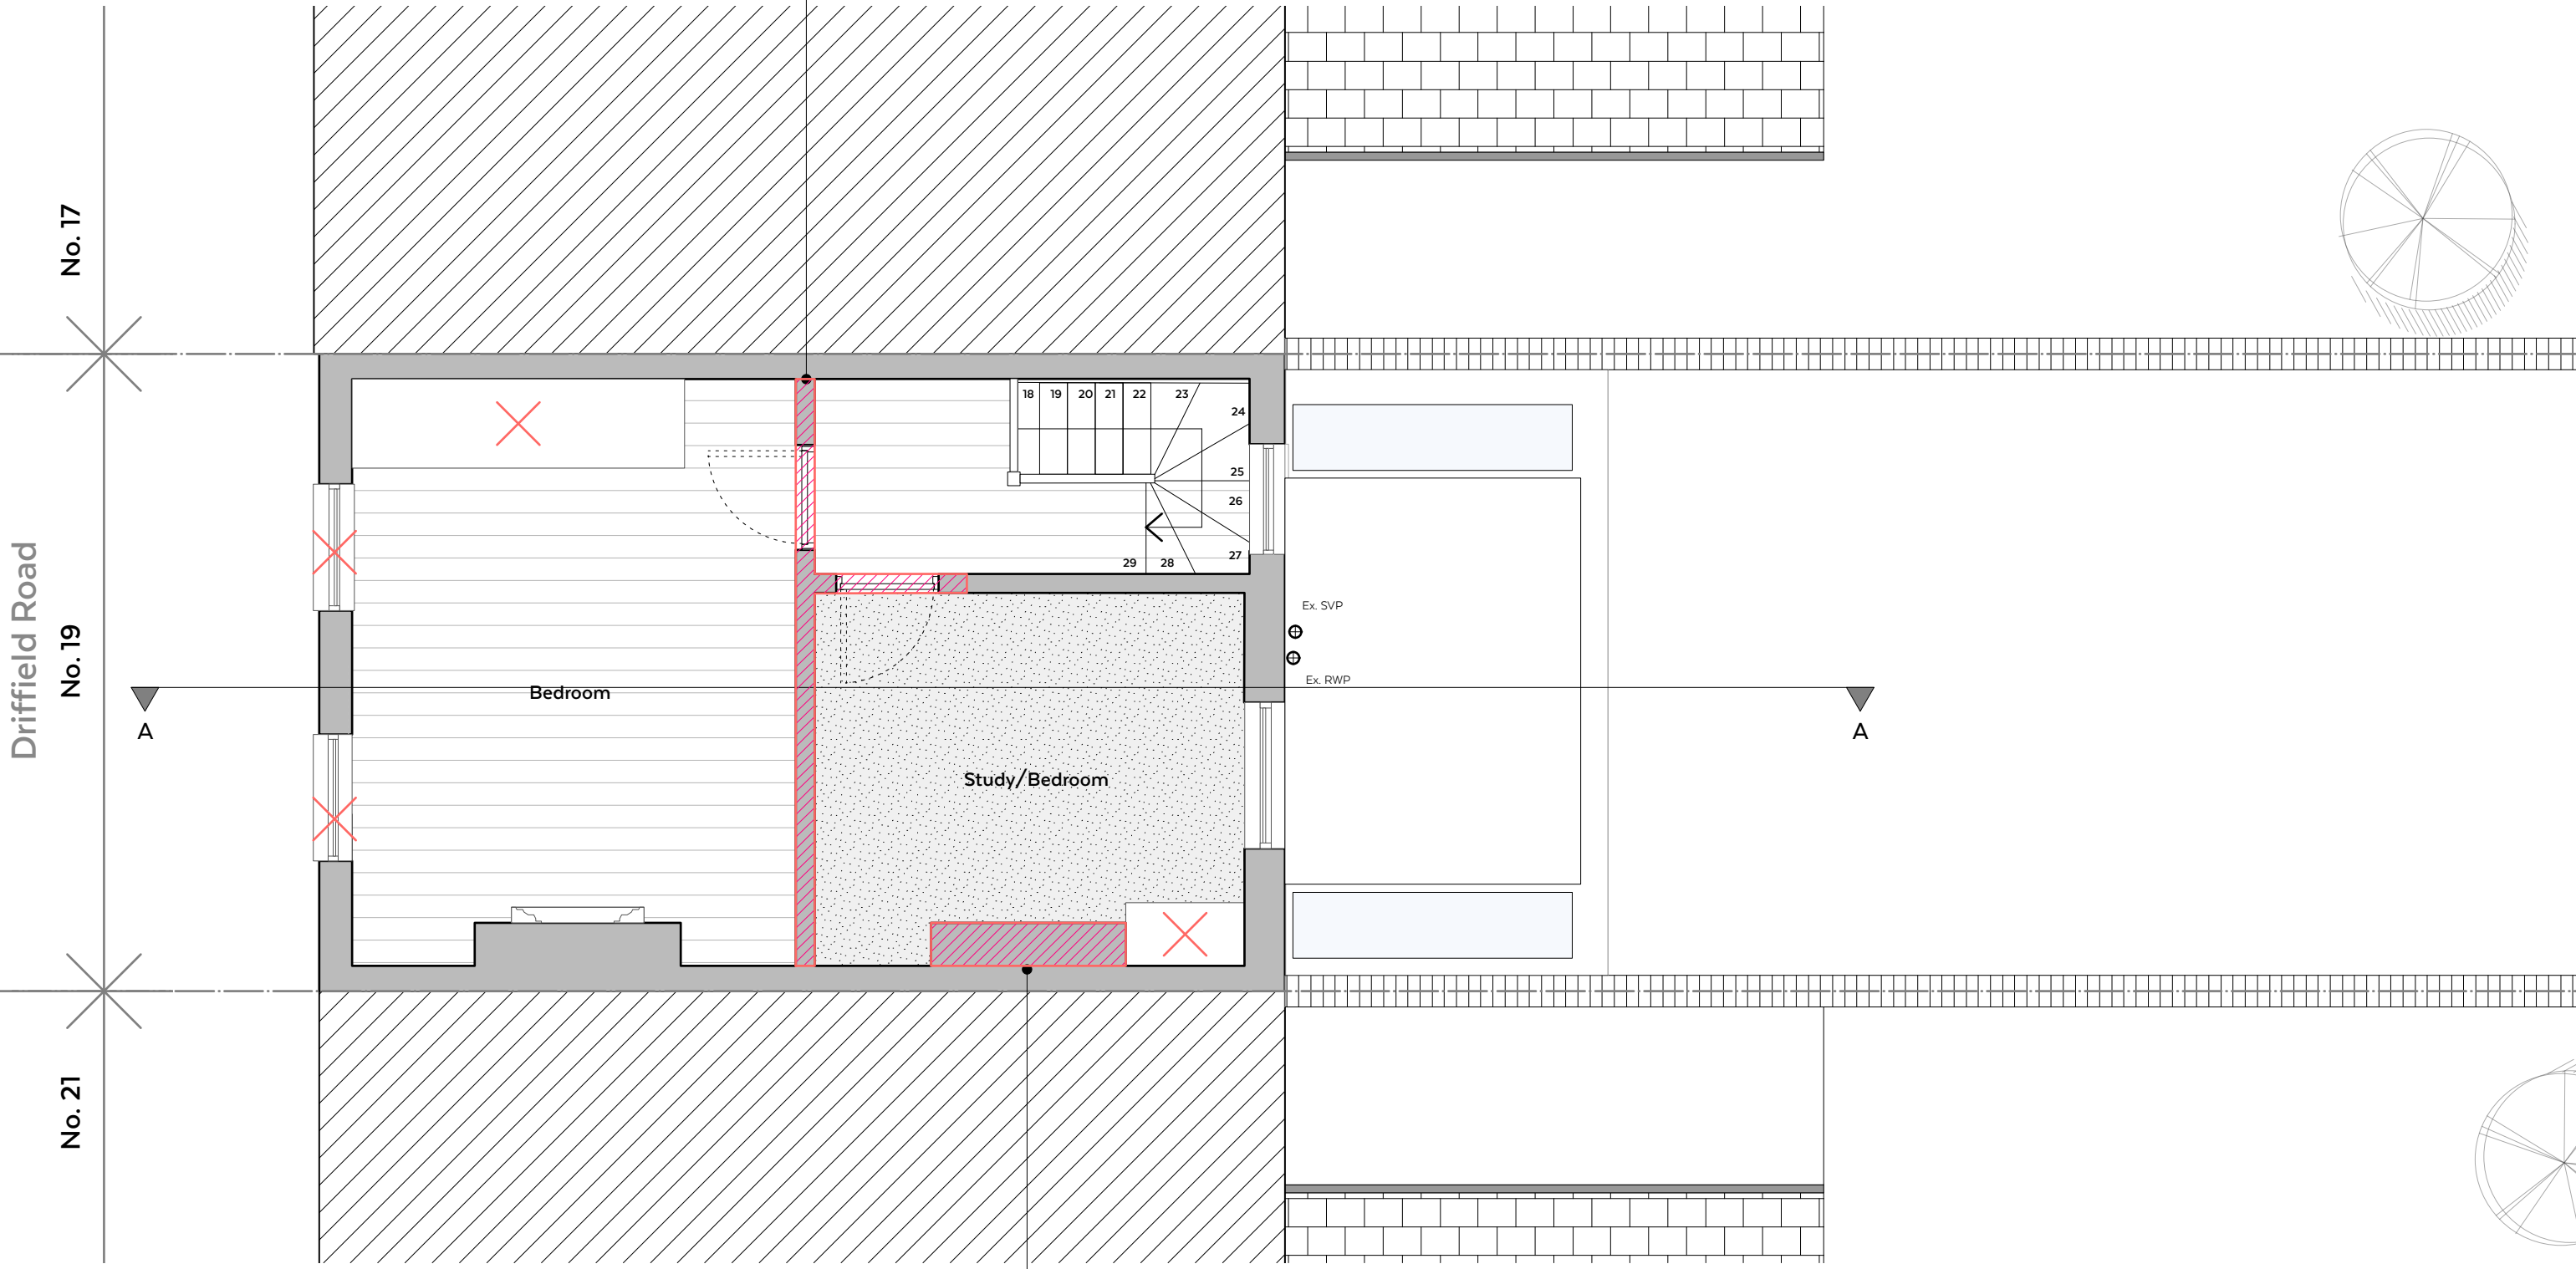 No. 17
18 19 20 21 22 23
24
25
26
27
29 28
Ex. SVP
Ex. RWP
Driffield Road
No. 19
Bedroom
A
A
Study/Bedroom
No. 21